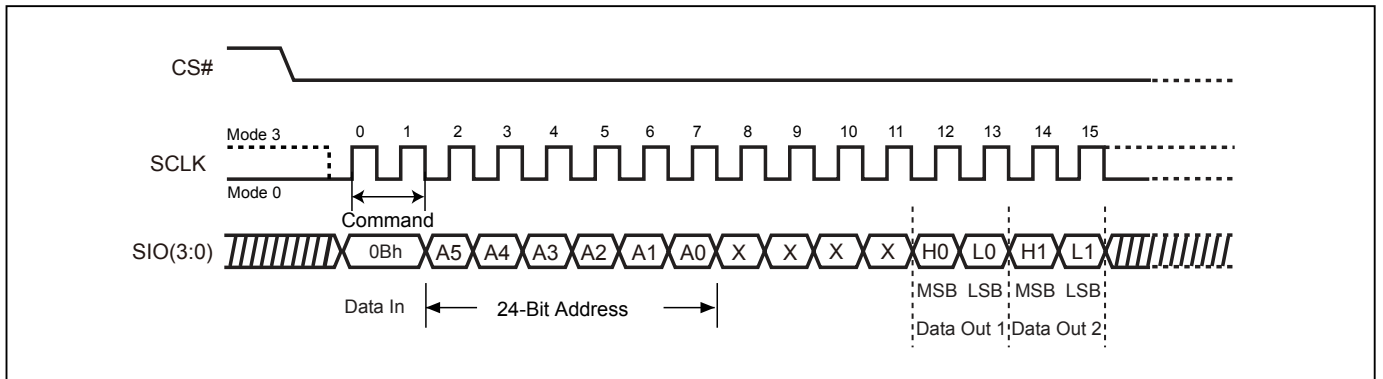 CS#
Mode 3
0 1 2 3 4 5 6 7 8 9 10 11 12 13 14 15
SCLK
Mode 0
Command
SIO(3:0) 0Bh A5 A4 A3 A2 A1 A0 X X X X H0 L0 H1 L1
MSB LSB MSB LSB
Data In 24-Bit Address
Data Out 1 Data Out 2